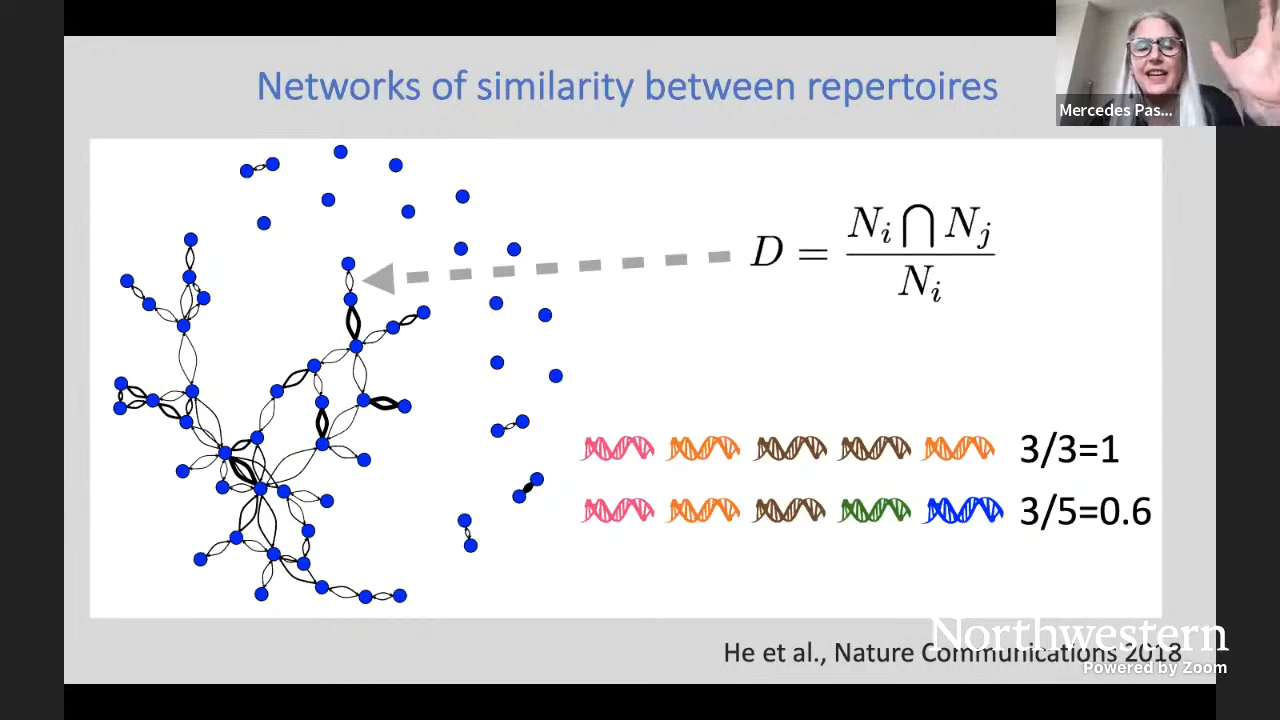 Networks of similarity between repertoires
Mercedes Pas...
D = N_i ⋂ N_j / N_i
3/3=1
3/5=0.6
He et al., Nature Communications 2018
Northwestern
Powered by Zoom